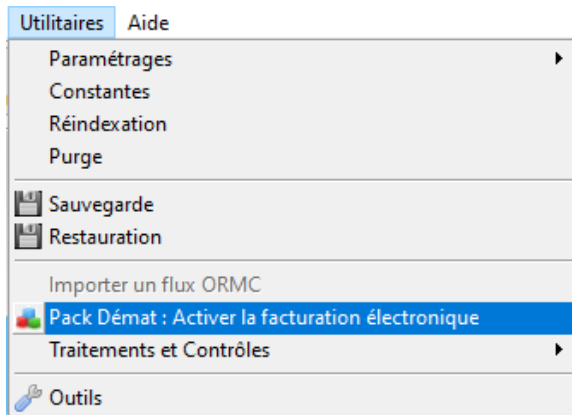 Utilitaires Aide
Paramétrages
Constantes
Réindexation
Purge
Sauvegarde
Restauration
Importer un flux ORMC
Pack Démat : Activer la facturation électronique
Traitements et Contrôles
Outils